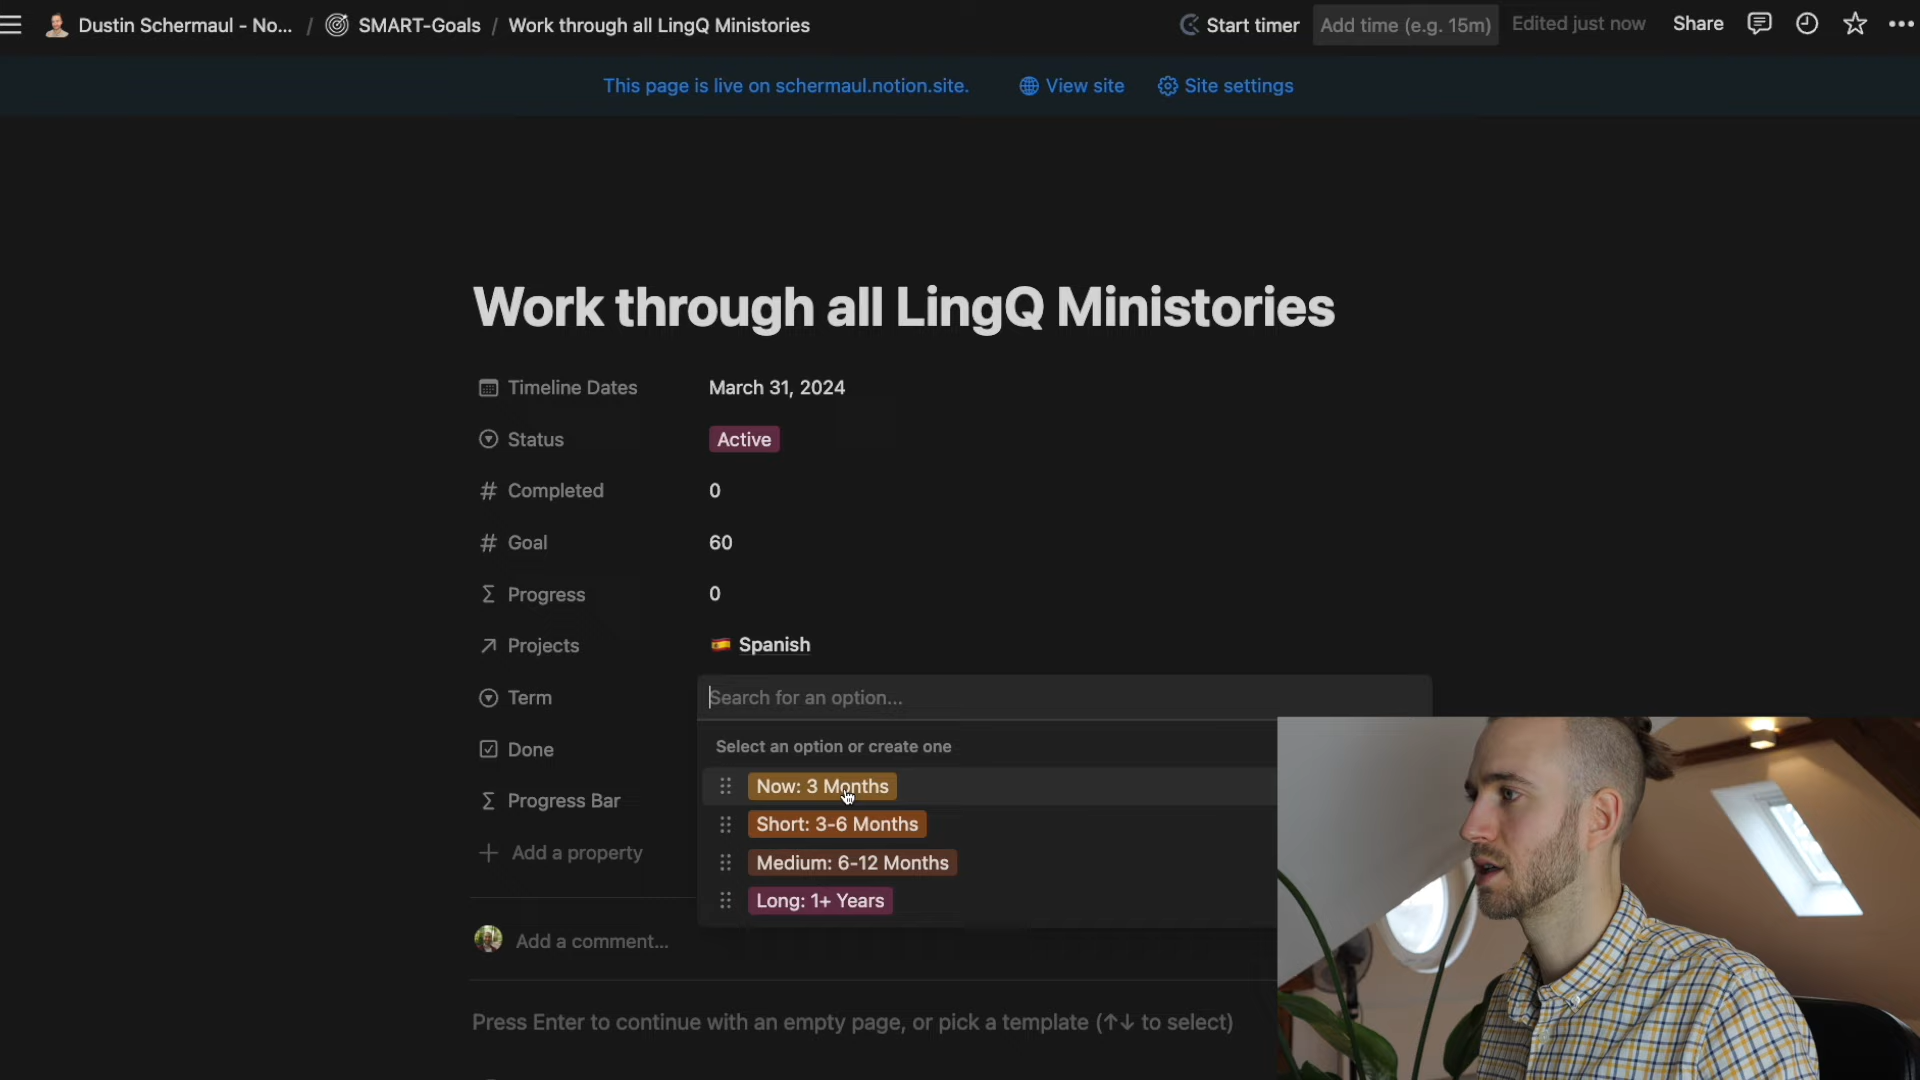 Dustin Schermaul - No... / SMART-Goals / Work through all LingQ Ministories
Start timer Add time (e.g. 15m) Edited just now Share
This page is live on schermaul.notion.site. View site Site settings
Work through all LingQ Ministories
Timeline Dates March 31, 2024
Status Active
# Completed 0
# Goal 60
Σ Progress 0
Projects Spanish
Term Search for an option...
Select an option or create one
Done
Now: 3 Months
Σ Progress Bar
Short: 3-6 Months
+ Add a property
Medium: 6-12 Months
Long: 1+ Years
Add a comment...
Press Enter to continue with an empty page, or pick a template (↑↓ to select)